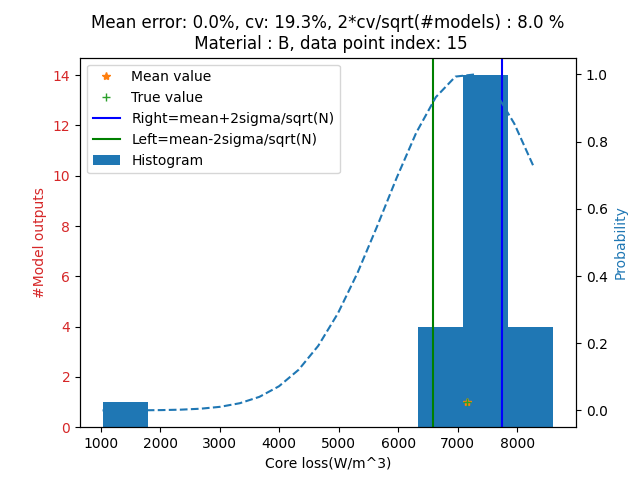 Mean error: 0.0%, cv: 19.3%, 2*cv/sqrt(#models) : 8.0 %
Material : B, data point index: 15
Mean value
True value
Right=mean+2sigma/sqrt(N)
Left=mean-2sigma/sqrt(N)
Histogram
14
12
10
8
6
4
2
0
#Model outputs
1.0
0.8
0.6
0.4
0.2
0.0
Probability
1000 2000 3000 4000 5000 6000 7000 8000
Core loss(W/m^3)